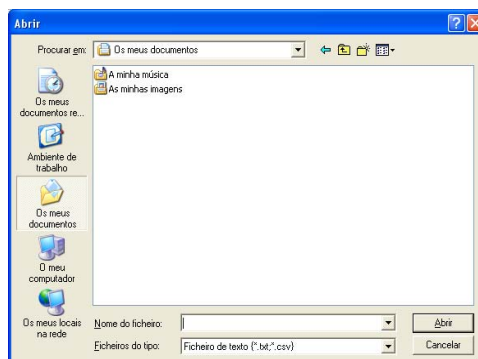 Abrir
Procurar em:
Os meus documentos
A minha música
As minhas imagens
Os meus
documentos re...
Ambiente de
trabalho
Os meus
documentos
O meu
computador
Os meus locais
na rede
Nome do ficheiro:
Abrir
Ficheiros do tipo:
Ficheiro de texto (*.txt;*.csv)
Cancelar